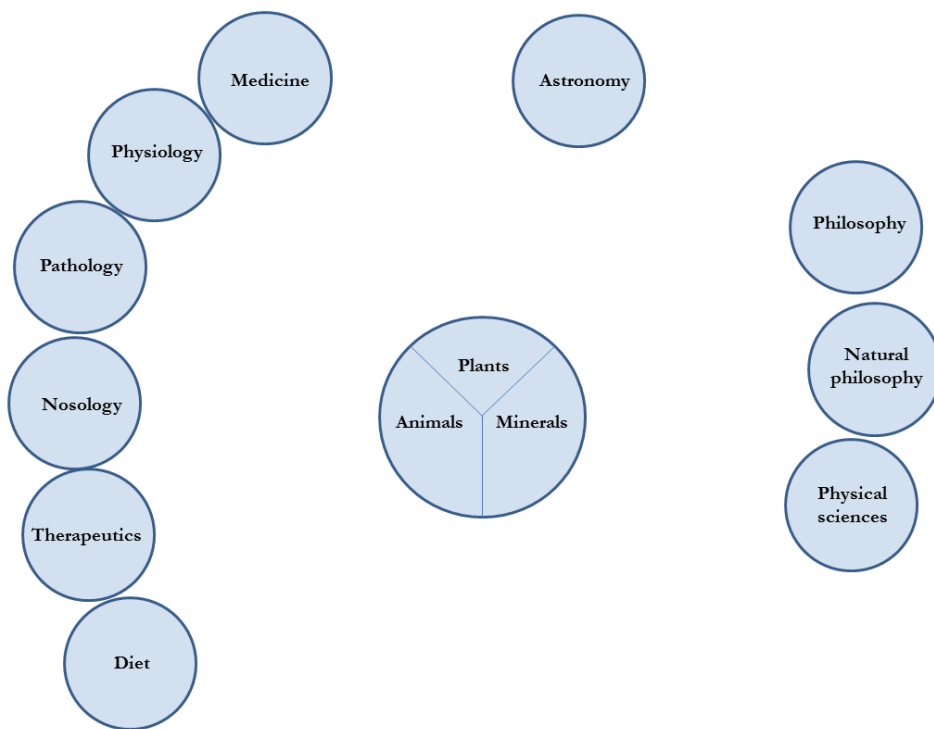 Medicine
Astronomy
Physiology
Philosophy
Pathology
Natural
philosophy
Plants
Nosology
Animals
Minerals
Physical
sciences
Therapeutics
Diet